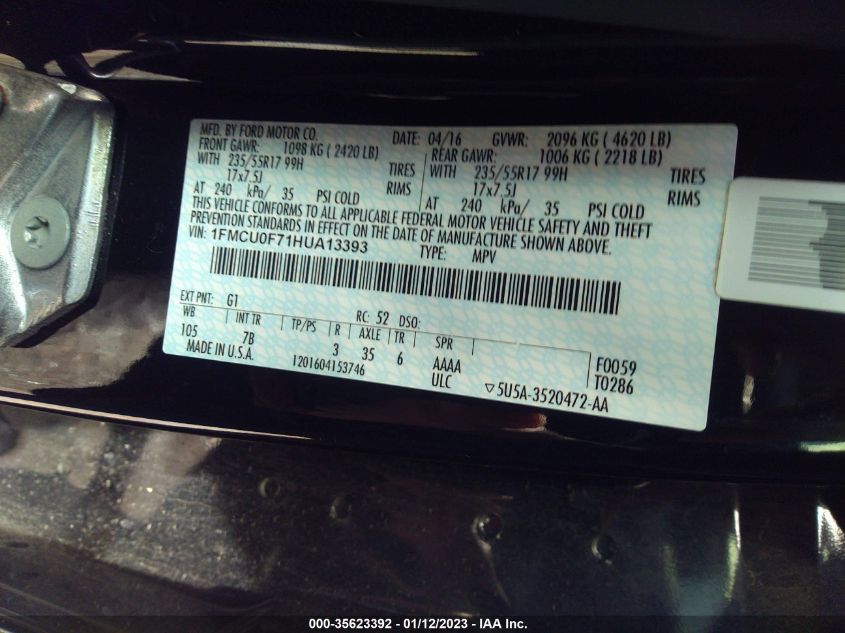 MFD. BY FORD MOTOR CO. DATE: 04/16 GVWR: 2096 KG ( 4620 LB)
FRONT GAWR: 1098 KG ( 2420 LB) REAR GAWR: 1006 KG ( 2218 LB)
WITH 235/55R17 99H TIRES WITH 235/55R17 99H TIRES
17x7.5J RIMS 17x7.5J RIMS
AT 240 kPa/ 35 PSI COLD AT 240 kPa/ 35 PSI COLD
THIS VEHICLE CONFORMS TO ALL APPLICABLE FEDERAL MOTOR VEHICLE SAFETY AND THEFT
PREVENTION STANDARDS IN EFFECT ON THE DATE OF MANUFACTURE SHOWN ABOVE.
VIN: 1FMCU0F71HUA13393 TYPE: MPV
EXT PNT: G1 RC: 52 DSO:
WB INT TR TP/PS R AXLE TR SPR
105 7B 3 35 6 AAAA F0059
MADE IN U.S.A. 1201604153746 ULC T0286
▽5U5A-3520472-AA
000-35623392 - 01/12/2023 - IAA Inc.